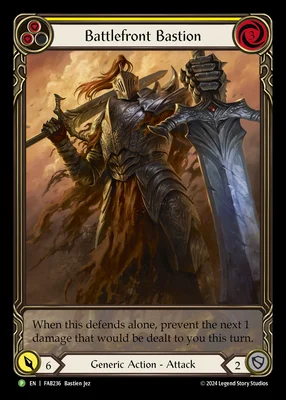 Battlefront Bastion
When this defends alone, prevent the next 1
damage that would be dealt to you this turn.
6
Generic Action - Attack
2
P EN | FAB236 Bastien Jez
© 2024 Legend Story Studios